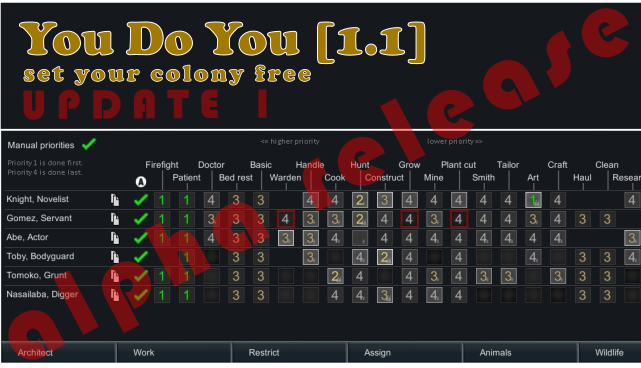 You Do You [1.1]
set your colony free
UPDATE I
alpha release
Manual priorities
<= higher priority
lower priority =>
Priority 1 is done first.
Priority 4 is done last.
Firefight Doctor Basic Handle Hunt Grow Plant cut Tailor Craft Clean
Patient Bed rest Warden Cook Construct Mine Smith Art Haul Resear
A
Knight, Novelist 1 1 4 3 3 4 4 2 3 4 4 4 4 4 1 4 4
Gomez, Servant 1 1 3 3 3 4 3 3 2 4 4 3 4 4 4 3 4 3 3
Abe, Actor 1 1 4 3 3 3 3 4 4 4 4 4 4 4 4 4 3
Toby, Bodyguard 1 3 3 3 4 2 4 4 4 3 3
Tomoko, Grunt 1 1 3 3 2 4 4 4 3 3 3 3 3 3
Nasailaba, Digger 1 1 3 3 4 4 3 4 4 4 3 3
Architect Work Restrict Assign Animals Wildlife